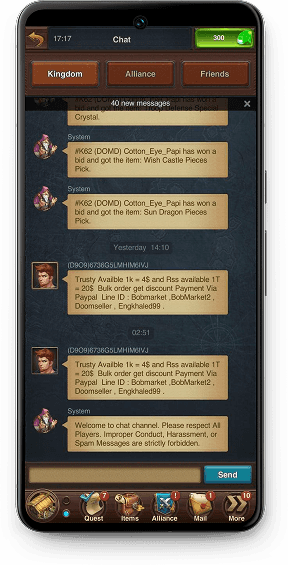 17:17
Chat
300
Kingdom
Alliance
Friends
40 new messages
Crystal.
System
#K62 (DOMD) Cotton_Eye_Papi has won a
bid and got the item: Wish Castle Pieces
Pick.
System
#K62 (DOMD) Cotton_Eye_Papi has won a
bid and got the item: Sun Dragon Pieces
Pick.
Yesterday 14:10
Trusty Availble 1k = 4$ and Rss available 1T
= 20$ Bulk order get discount Payment Via
Paypal Line ID : Bobmarket ,BobMarket2 ,
Doomseller , Engkhaled99 .
02:51
Trusty Availble 1k = 4$ and Rss available 1T
= 20$ Bulk order get discount Payment Via
Paypal Line ID : Bobmarket ,BobMarket2 ,
Doomseller , Engkhaled99 .
System
Welcome to chat channel. Please respect All
Players. Improper Conduct, Harassment, or
Spam Messages are strictly forbidden.
Send
7
1
1
10
Quest
Items
Alliance
Mail
More